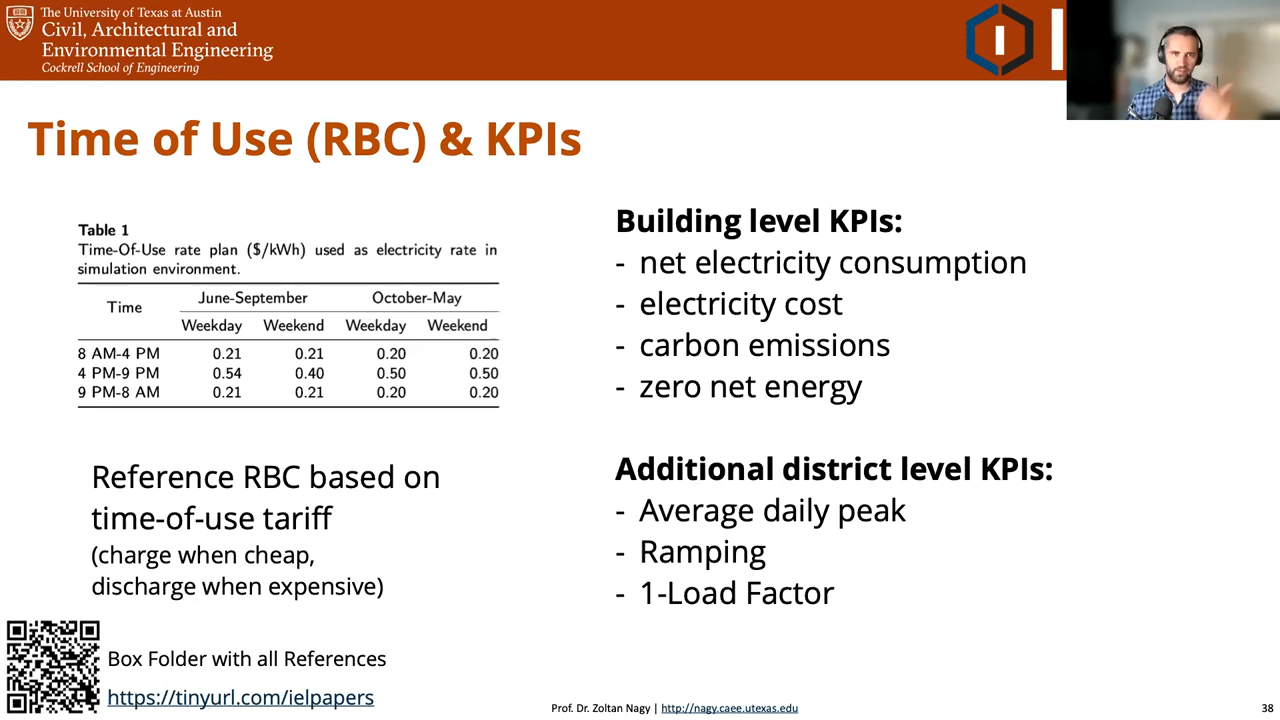 The University of Texas at Austin
Civil, Architectural and
Environmental Engineering
Cockrell School of Engineering
Time of Use (RBC) & KPIs
Table 1
Time-Of-Use rate plan ($/kWh) used as electricity rate in
simulation environment.
Time June-September October-May
Weekday Weekend Weekday Weekend
8 AM-4 PM 0.21 0.21 0.20 0.20
4 PM-9 PM 0.54 0.40 0.50 0.50
9 PM-8 AM 0.21 0.21 0.20 0.20
Reference RBC based on
time-of-use tariff
(charge when cheap,
discharge when expensive)
Building level KPIs:
- net electricity consumption
- electricity cost
- carbon emissions
- zero net energy
Additional district level KPIs:
- Average daily peak
- Ramping
- 1-Load Factor
Box Folder with all References
https://tinyurl.com/ielpapers
Prof. Dr. Zoltan Nagy | http://nagy.caee.utexas.edu
38